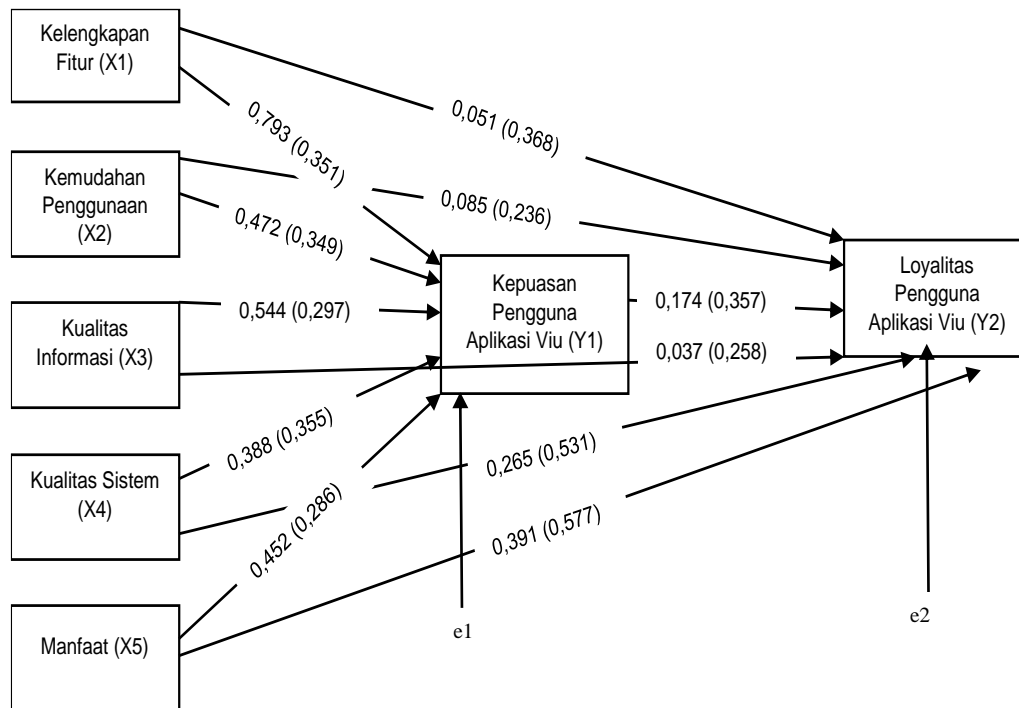 Kelengkapan
Fitur (X1)
0,793 (0,351)
0,051 (0,368)
Kemudahan
Penggunaan
(X2)
0,472 (0,349)
0,085 (0,236)
Kualitas
Informasi (X3)
0,544 (0,297)
Kepuasan
Pengguna
Aplikasi Viu (Y1)
0,174 (0,357)
0,037 (0,258)
Loyalitas
Pengguna
Aplikasi Viu (Y2)
Kualitas Sistem
(X4)
0,388 (0,355)
0,265 (0,531)
Manfaat (X5)
0,452 (0,286)
0,391 (0,577)
e1
e2